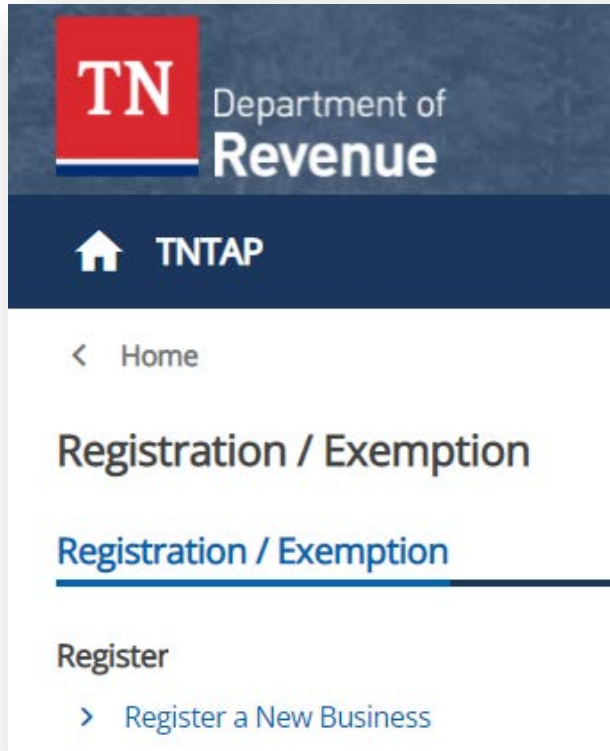 TN
Department of
Revenue
TNTAP
Home
Registration / Exemption
Registration / Exemption
Register
Register a New Business